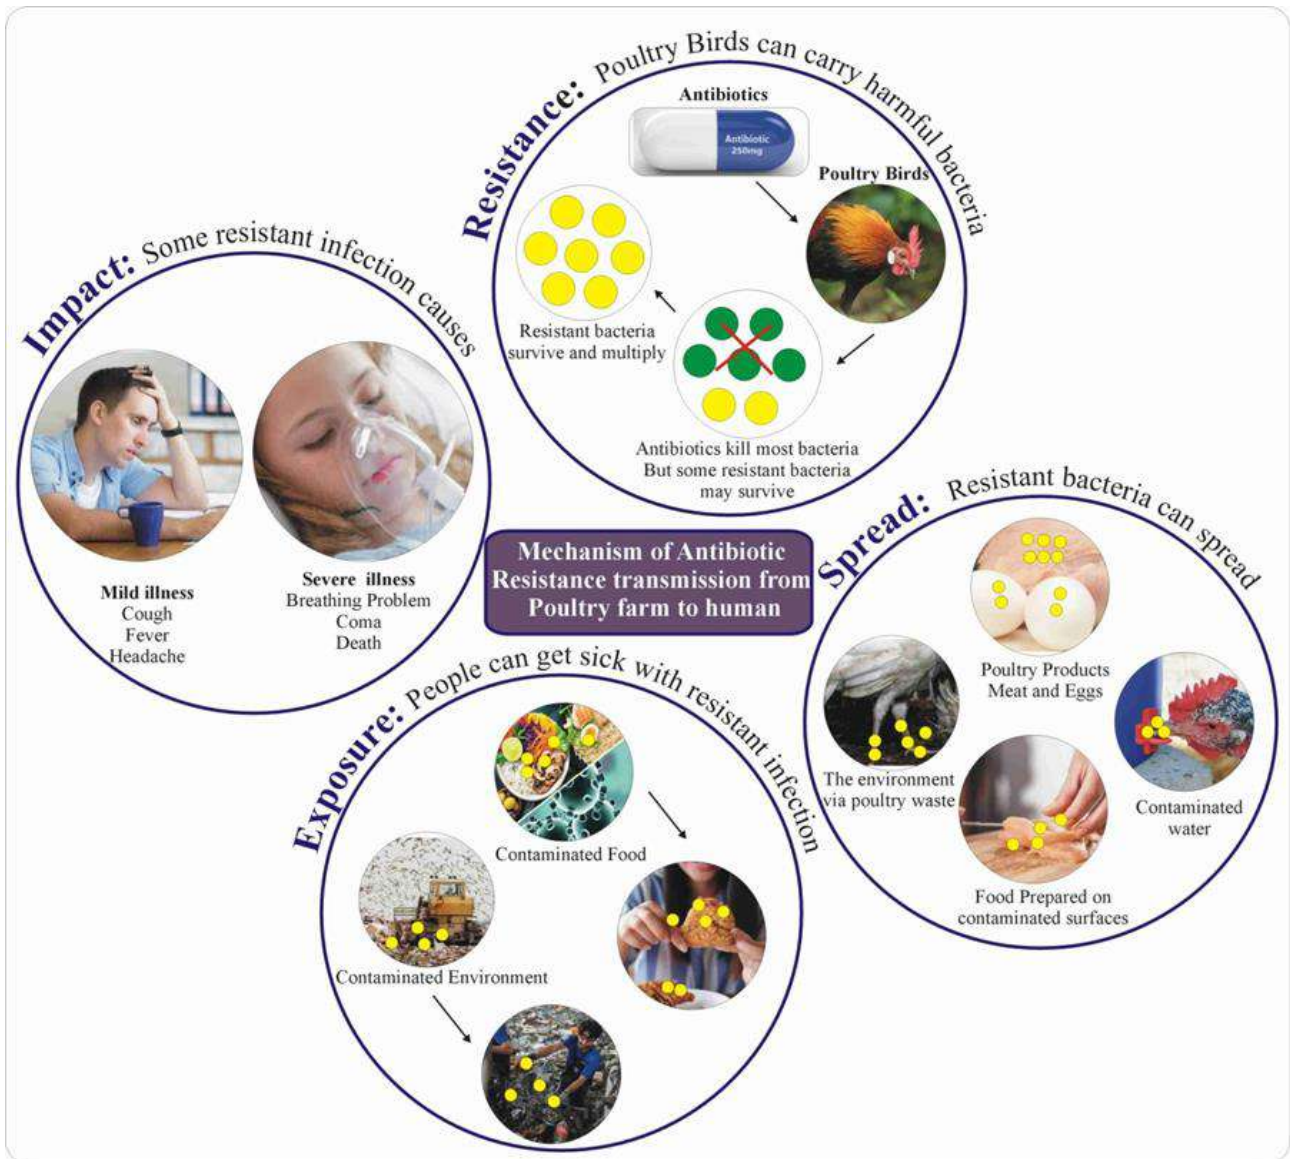 Resistance: Poultry Birds can carry harmful bacteria
Antibiotics
Antibiotic
250mg
Poultry Birds
Resistant bacteria
survive and multiply
Antibiotics kill most bacteria
But some resistant bacteria
may survive
Impact: Some resistant infection causes
Mild illness
Cough
Fever
Headache
Severe illness
Breathing Problem
Coma
Death
Mechanism of Antibiotic
Resistance transmission from
Poultry farm to human
Spread: Resistant bacteria can spread
Poultry Products
Meat and Eggs
The environment
via poultry waste
Contaminated
water
Food Prepared on
contaminated surfaces
Exposure: People can get sick with resistant infection
Contaminated Food
Contaminated Environment